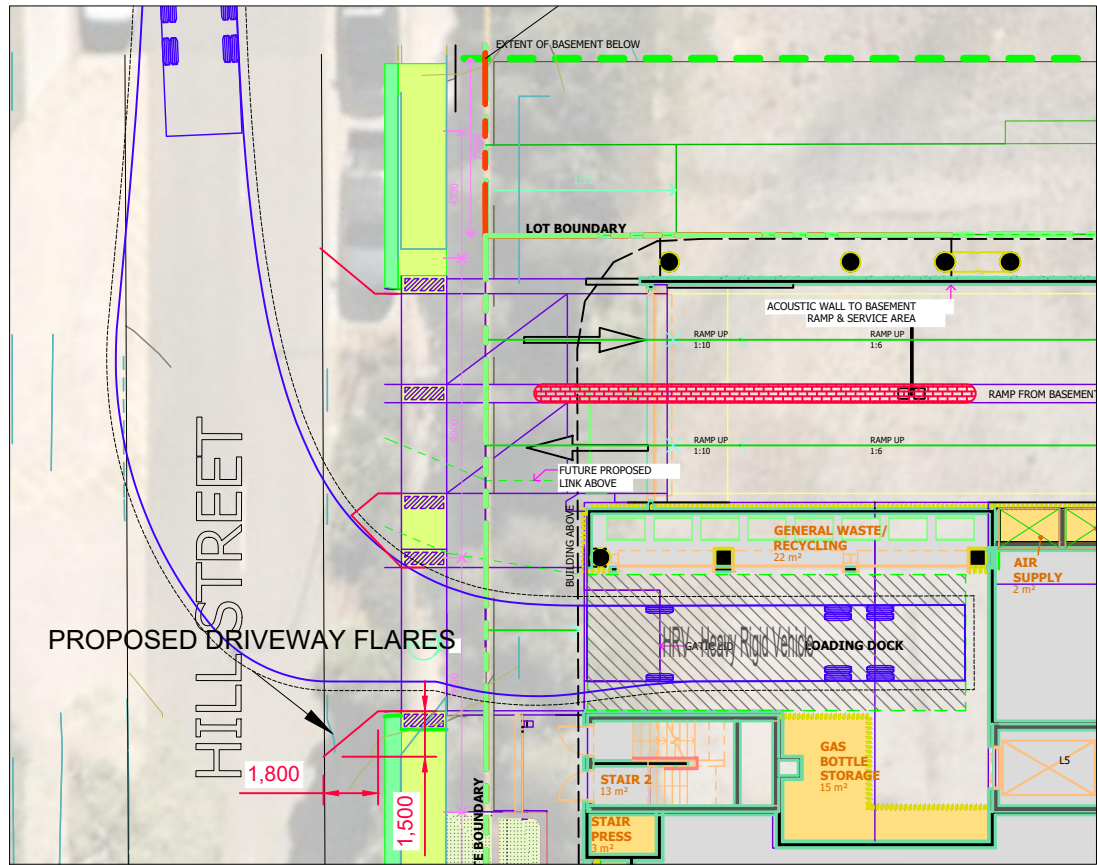 EXTENT OF BASEMENT BELOW
4200
LOT BOUNDARY
ACOUSTIC WALL TO BASEMENT
RAMP & SERVICE AREA
RAMP UP
1:10
RAMP UP
1:6
RAMP FROM BASEMENT
RAMP UP
1:10
RAMP UP
1:6
FUTURE PROPOSED
LINK ABOVE
BUILDING ABOVE
GENERAL WASTE/
RECYCLING
22 m²
AIR
SUPPLY
2 m²
HILL STREET
PROPOSED DRIVEWAY FLARES
HRV - Heavy Rigid Vehicle
LOADING DOCK
1,800
1,500
TE BOUNDARY
STAIR 2
13 m²
GAS
BOTTLE
STORAGE
15 m²
L5
STAIR
PRESS
3 m²